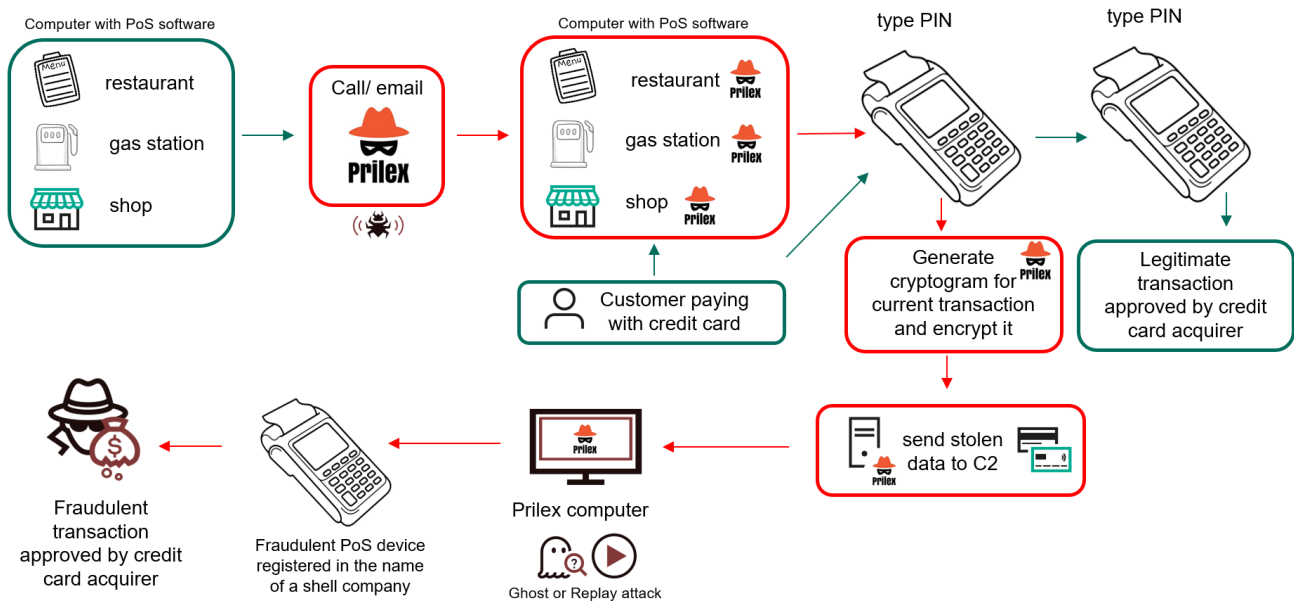 Computer with PoS software
Menu
restaurant
gas station
shop
Call/ email
Prilex
Computer with PoS software
Menu
restaurant
Prilex
gas station
Prilex
shop
Prilex
type PIN
type PIN
Customer paying
with credit card
Generate
cryptogram for
current transaction
and encrypt it
Prilex
Legitimate
transaction
approved by credit
card acquirer
send stolen
data to C2
Prilex
Prilex
Prilex computer
?
Ghost or Replay attack
Fraudulent PoS device
registered in the name
of a shell company
$
Fraudulent
transaction
approved by credit
card acquirer